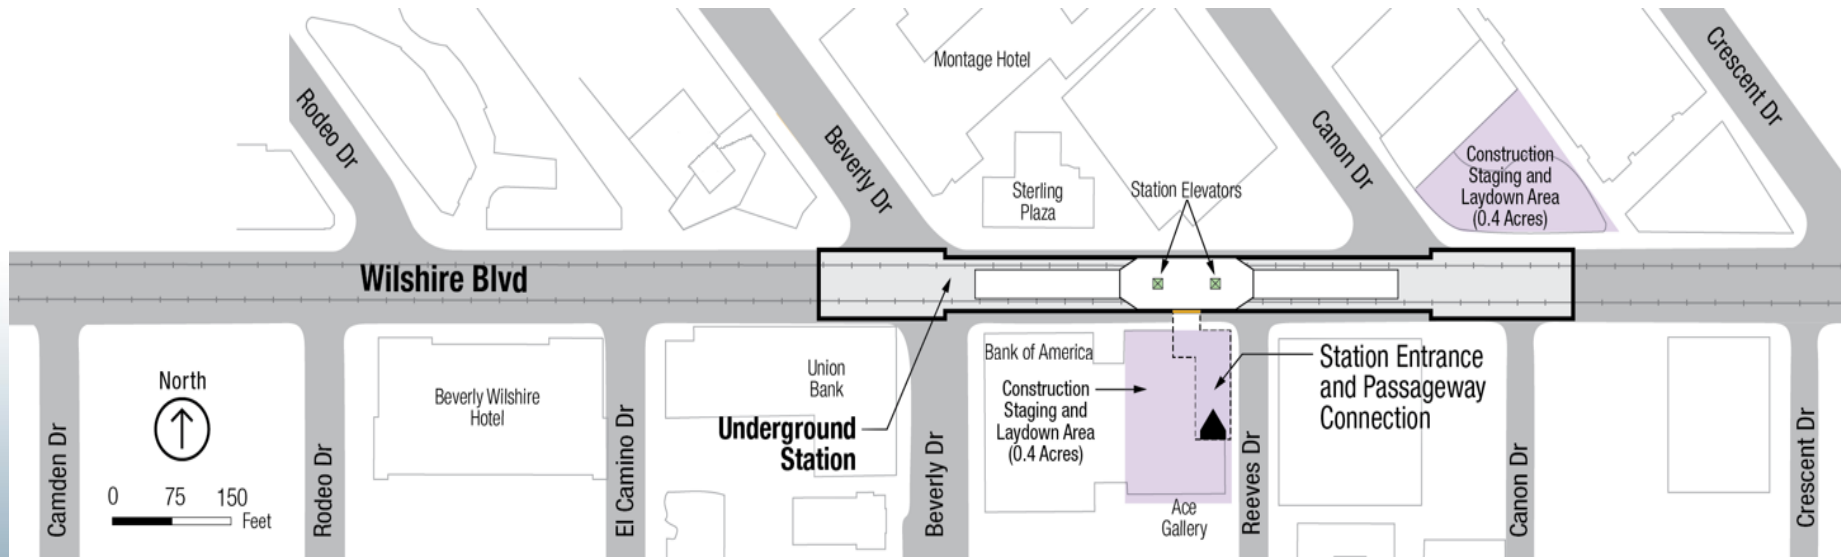 Montage Hotel
Crescent Dr
Rodeo Dr
Beverly Dr
Canon Dr
Construction
Staging and
Laydown Area
(0.4 Acres)
Sterling
Plaza
Station Elevators
Wilshire Blvd
North
0 75 150
Feet
Camden Dr
Rodeo Dr
Beverly Wilshire
Hotel
El Camino Dr
Union
Bank
Underground
Station
Beverly Dr
Bank of America
Construction
Staging and
Laydown Area
(0.4 Acres)
Ace
Gallery
Reeves Dr
Station Entrance
and Passageway
Connection
Canon Dr
Crescent Dr